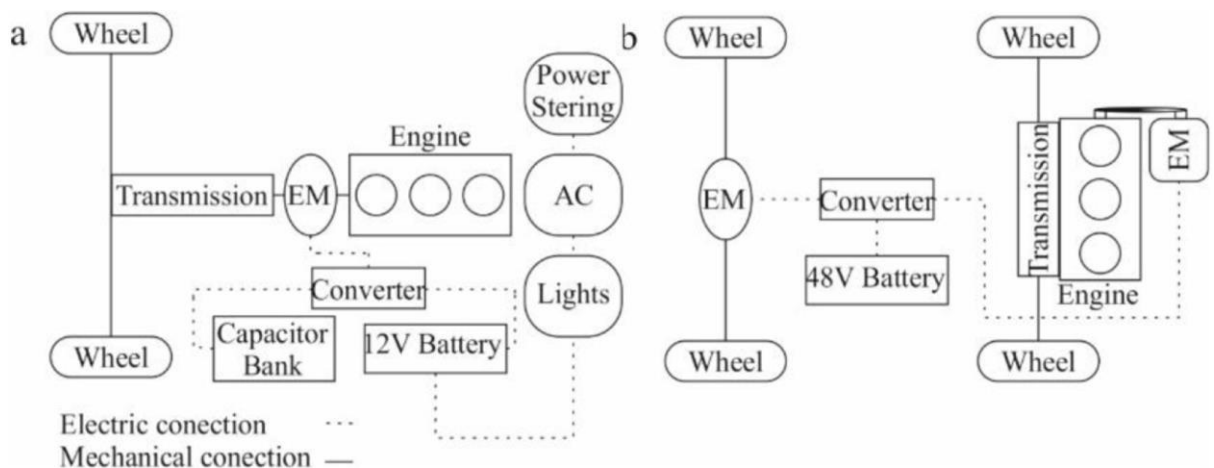 a
Wheel
Power
Stering
Engine
Transmission
EM
AC
Converter
Lights
Capacitor
Bank
12V Battery
Wheel
Electric conection
Mechanical conection
b
Wheel
Wheel
EM
Converter
Transmission
EM
48V Battery
Engine
Wheel
Wheel